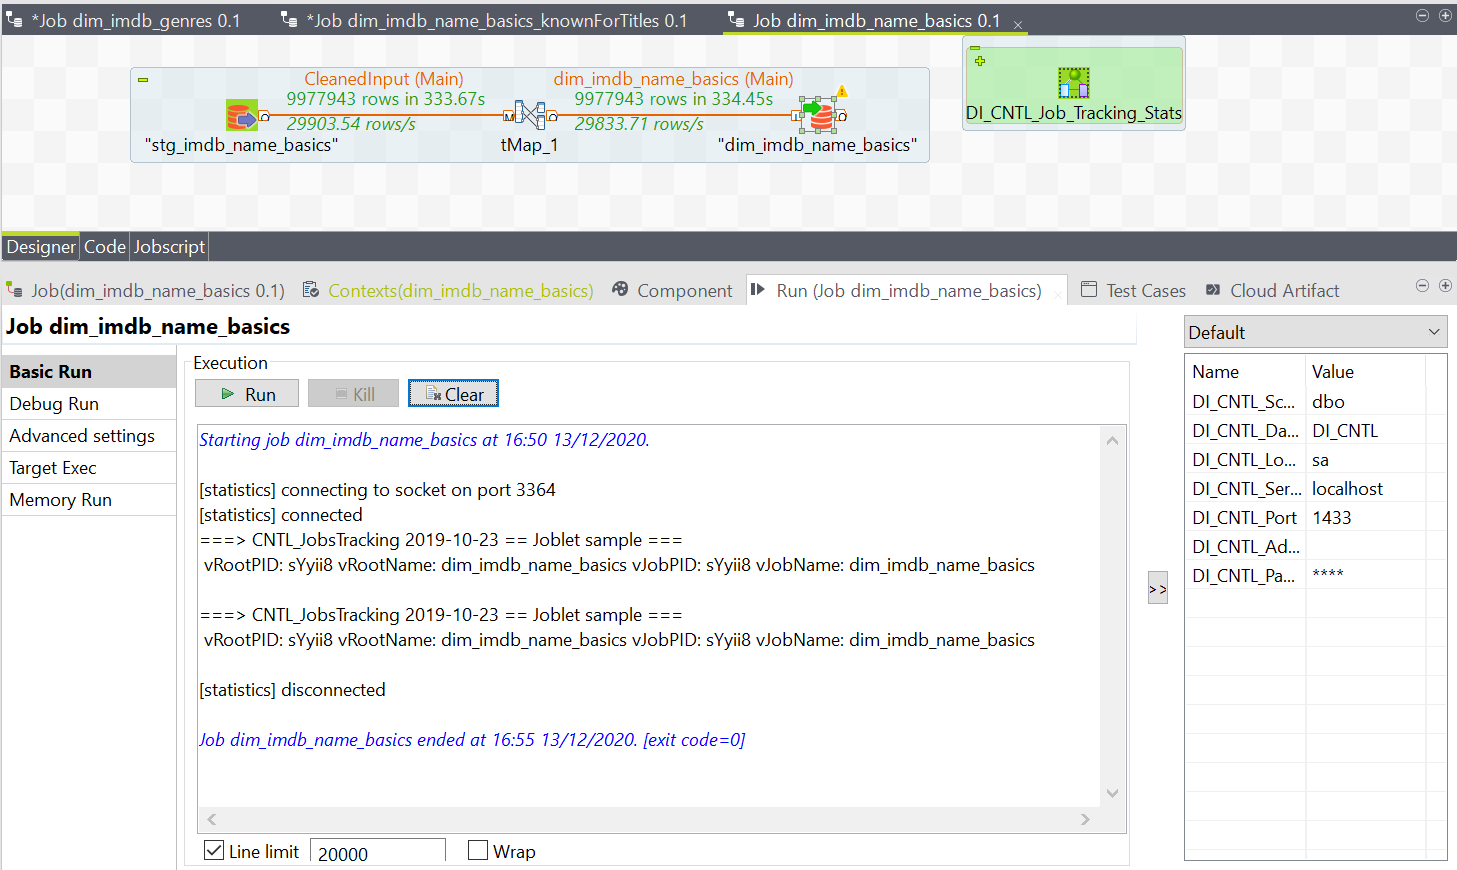 *Job dim_imdb_genres 0.1
*Job dim_imdb_name_basics_knownForTitles 0.1
Job dim_imdb_name_basics 0.1
CleanedInput (Main)
dim_imdb_name_basics (Main)
9977943 rows in 333.67s
9977943 rows in 334.45s
29903.54 rows/s
29833.71 rows/s
"stg_imdb_name_basics"
tMap_1
"dim_imdb_name_basics"
DI_CNTL_Job_Tracking_Stats
Designer
Code
Jobscript
Job(dim_imdb_name_basics 0.1)
Contexts(dim_imdb_name_basics)
Component
Run (Job dim_imdb_name_basics)
Test Cases
Cloud Artifact
Job dim_imdb_name_basics
Basic Run
Debug Run
Advanced settings
Target Exec
Memory Run
Execution
Run
Kill
Clear
Starting job dim_imdb_name_basics at 16:50 13/12/2020.
[statistics] connecting to socket on port 3364
[statistics] connected
===> CNTL_JobsTracking 2019-10-23 == Joblet sample ===
vRootPID: sYyii8 vRootName: dim_imdb_name_basics vJobPID: sYyii8 vJobName: dim_imdb_name_basics
===> CNTL_JobsTracking 2019-10-23 == Joblet sample ===
vRootPID: sYyii8 vRootName: dim_imdb_name_basics vJobPID: sYyii8 vJobName: dim_imdb_name_basics
[statistics] disconnected
Job dim_imdb_name_basics ended at 16:55 13/12/2020. [exit code=0]
Line limit
20000
Wrap
>>
Default
Name Value
DI_CNTL_Sc... dbo
DI_CNTL_Da... DI_CNTL
DI_CNTL_Lo... sa
DI_CNTL_Ser... localhost
DI_CNTL_Port 1433
DI_CNTL_Ad...
DI_CNTL_Pa... ****